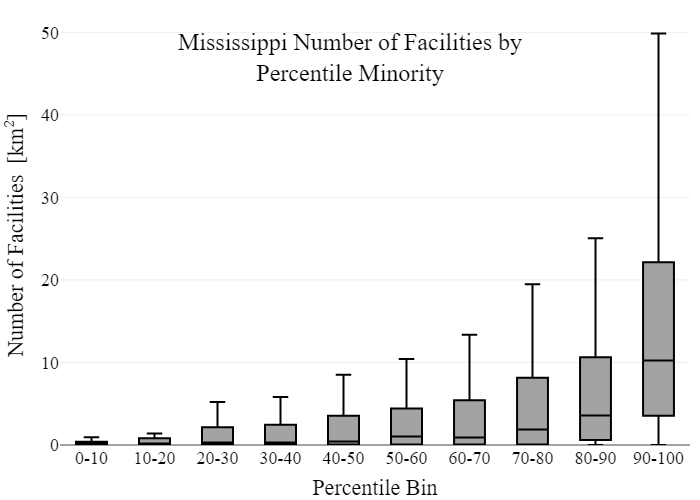 Mississippi Number of Facilities by
Percentile Minority
Number of Facilities [km²]
50
40
30
20
10
0
0-10 10-20 20-30 30-40 40-50 50-60 60-70 70-80 80-90 90-100
Percentile Bin